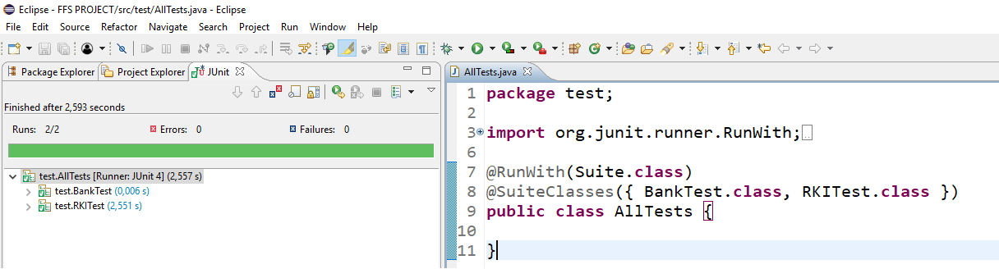 Eclipse - FFS PROJECT/src/test/AllTests.java - Eclipse
File Edit Source Refactor Navigate Search Project Run Window Help
Package Explorer Project Explorer JUnit
Finished after 2,593 seconds
Runs: 2/2 Errors: 0 Failures: 0
test.AllTests [Runner: JUnit 4] (2,557 s)
test.BankTest (0,006 s)
test.RKITest (2,551 s)
AllTests.java
1 package test;
2
3 import org.junit.runner.RunWith;
6
7 @RunWith(Suite.class)
8 @SuiteClasses({ BankTest.class, RKITest.class })
9 public class AllTests {
10
11 }